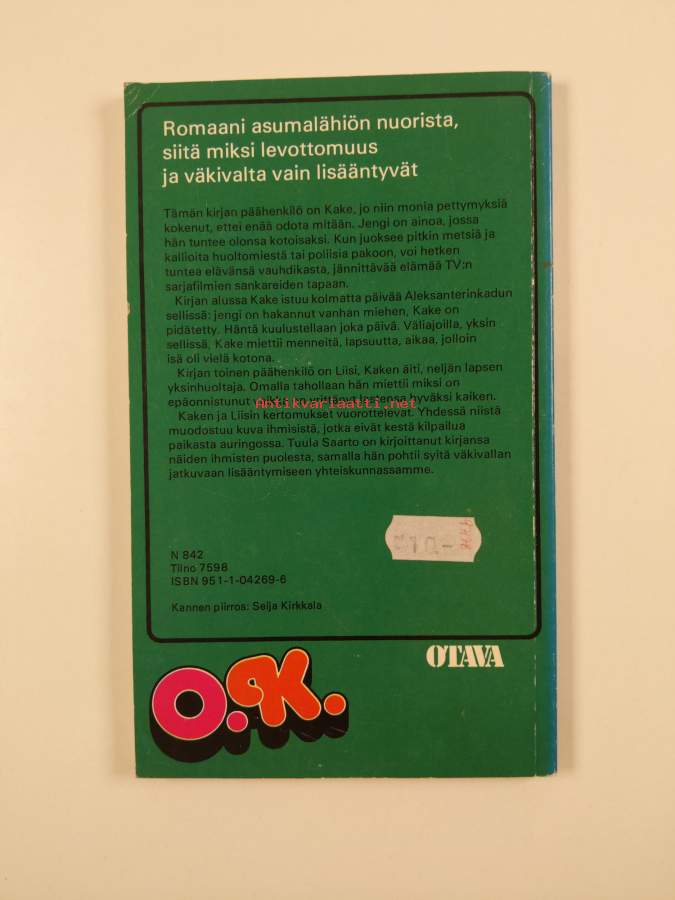 Romaani asumalähiön nuorista,
siitä miksi levottomuus
ja väkivalta vain lisääntyvät
Tämän kirjan päähenkilö on Kake, jo niin monia pettymyksiä
kokenut, ettei enää odota mitään. Jengi on ainoa, jossa
hän tuntee olonsa kotoisaksi. Kun juoksee pitkin metsiä ja
kallioita huoltomiestä tai poliisia pakoon, voi hetken
tuntea elävänsä vauhdikasta, jännittävää elämää TV:n
sarjafilmien sankareiden tapaan.
Kirjan alussa Kake istuu kolmatta päivää Aleksanterinkadun
sellissä: jengi on hakannut vanhan miehen, Kake on
pidätetty. Häntä kuulustellaan joka päivä. Väliajoilla, yksin
sellissä, Kake miettii menneitä, lapsuutta, aikaa, jolloin
isä oli vielä kotona.
Kirjan toinen päähenkilö on Liisi, Kaken äiti, neljän lapsen
yksinhuoltaja. Omalla tahollaan hän miettii miksi on
epäonnistunut hyväksi kaiken.
Antikvariaatti.net
Kaken ja Liisin kertomukset vuorottelevat. Yhdessä niistä
muodostuu kuva ihmisistä, jotka eivät kestä kilpailua
paikasta auringossa. Tuula Saarto on kirjoittanut kirjansa
näiden ihmisten puolesta, samalla hän pohtii syitä väkivallan
jatkuvaan lisääntymiseen yhteiskunnassamme.
10,-
N 842
Tilno 7598
ISBN 951-1-04269-6
Kannen piirros: Seija Kirkkala
OTAVA
O.K.